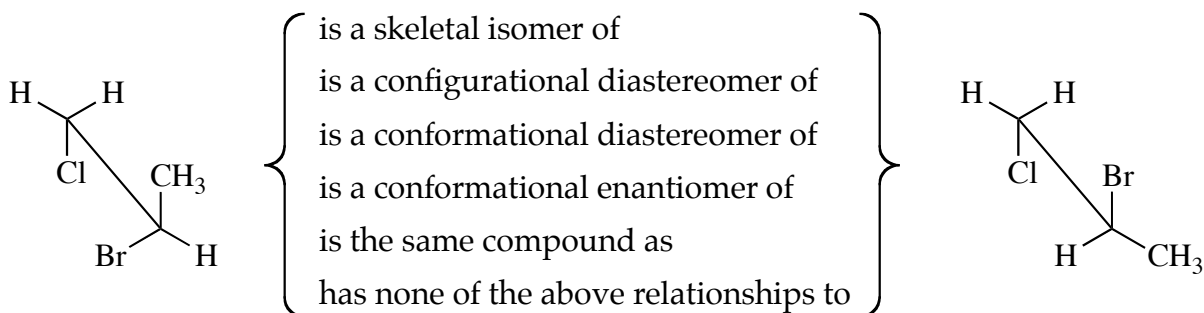 is a skeletal isomer of
is a configurational diastereomer of
is a conformational diastereomer of
is a conformational enantiomer of
is the same compound as
has none of the above relationships to
H H
Cl
CH₃
Br H
H H
Cl
Br
H CH₃